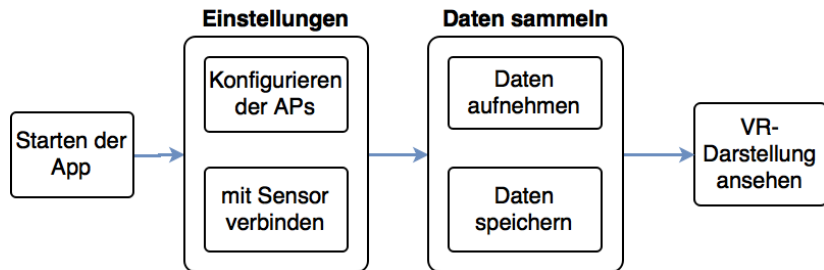 Einstellungen
Konfigurieren
der APs
mit Sensor
verbinden
Daten sammeln
Daten
aufnehmen
Daten
speichern
Starten der
App
VR-
Darstellung
ansehen